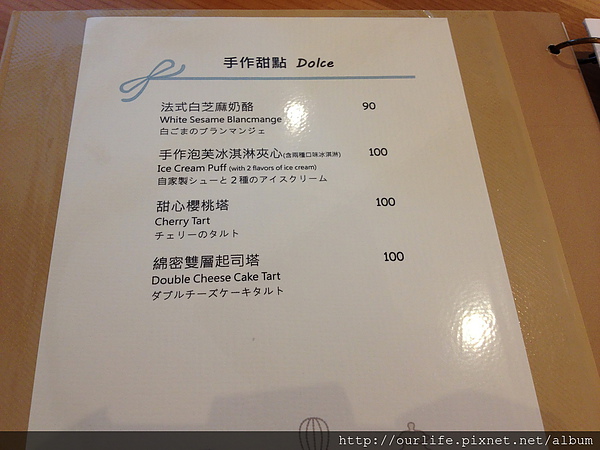 手作甜點 Dolce
法式白芝麻奶酪 90
White Sesame Blancmange
白ごまのブランマンジェ
手作泡芙冰淇淋夾心(含兩種口味冰淇淋) 100
Ice Cream Puff (with 2 flavors of ice cream)
自家製シューと２種のアイスクリーム
甜心櫻桃塔 100
Cherry Tart
チェリーのタルト
綿密雙層起司塔 100
Double Cheese Cake Tart
ダブルチーズケーキタルト
http://ourlife.pixnet.net/album